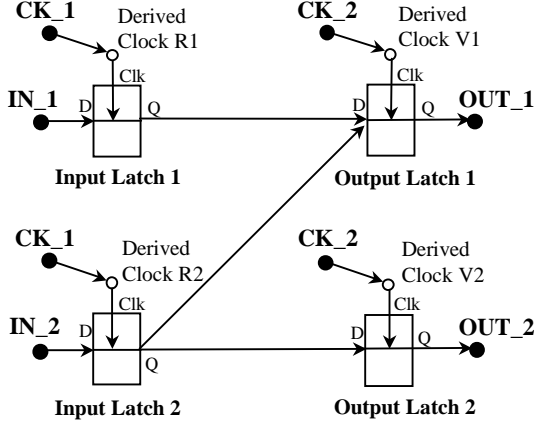 CK_1
Derived
Clock R1
CK_2
Derived
Clock V1
Clk
Clk
IN_1
D
Q
D
Q
OUT_1
Input Latch 1
Output Latch 1
CK_1
Derived
Clock R2
CK_2
Derived
Clock V2
Clk
Clk
IN_2
D
Q
D
Q
OUT_2
Input Latch 2
Output Latch 2